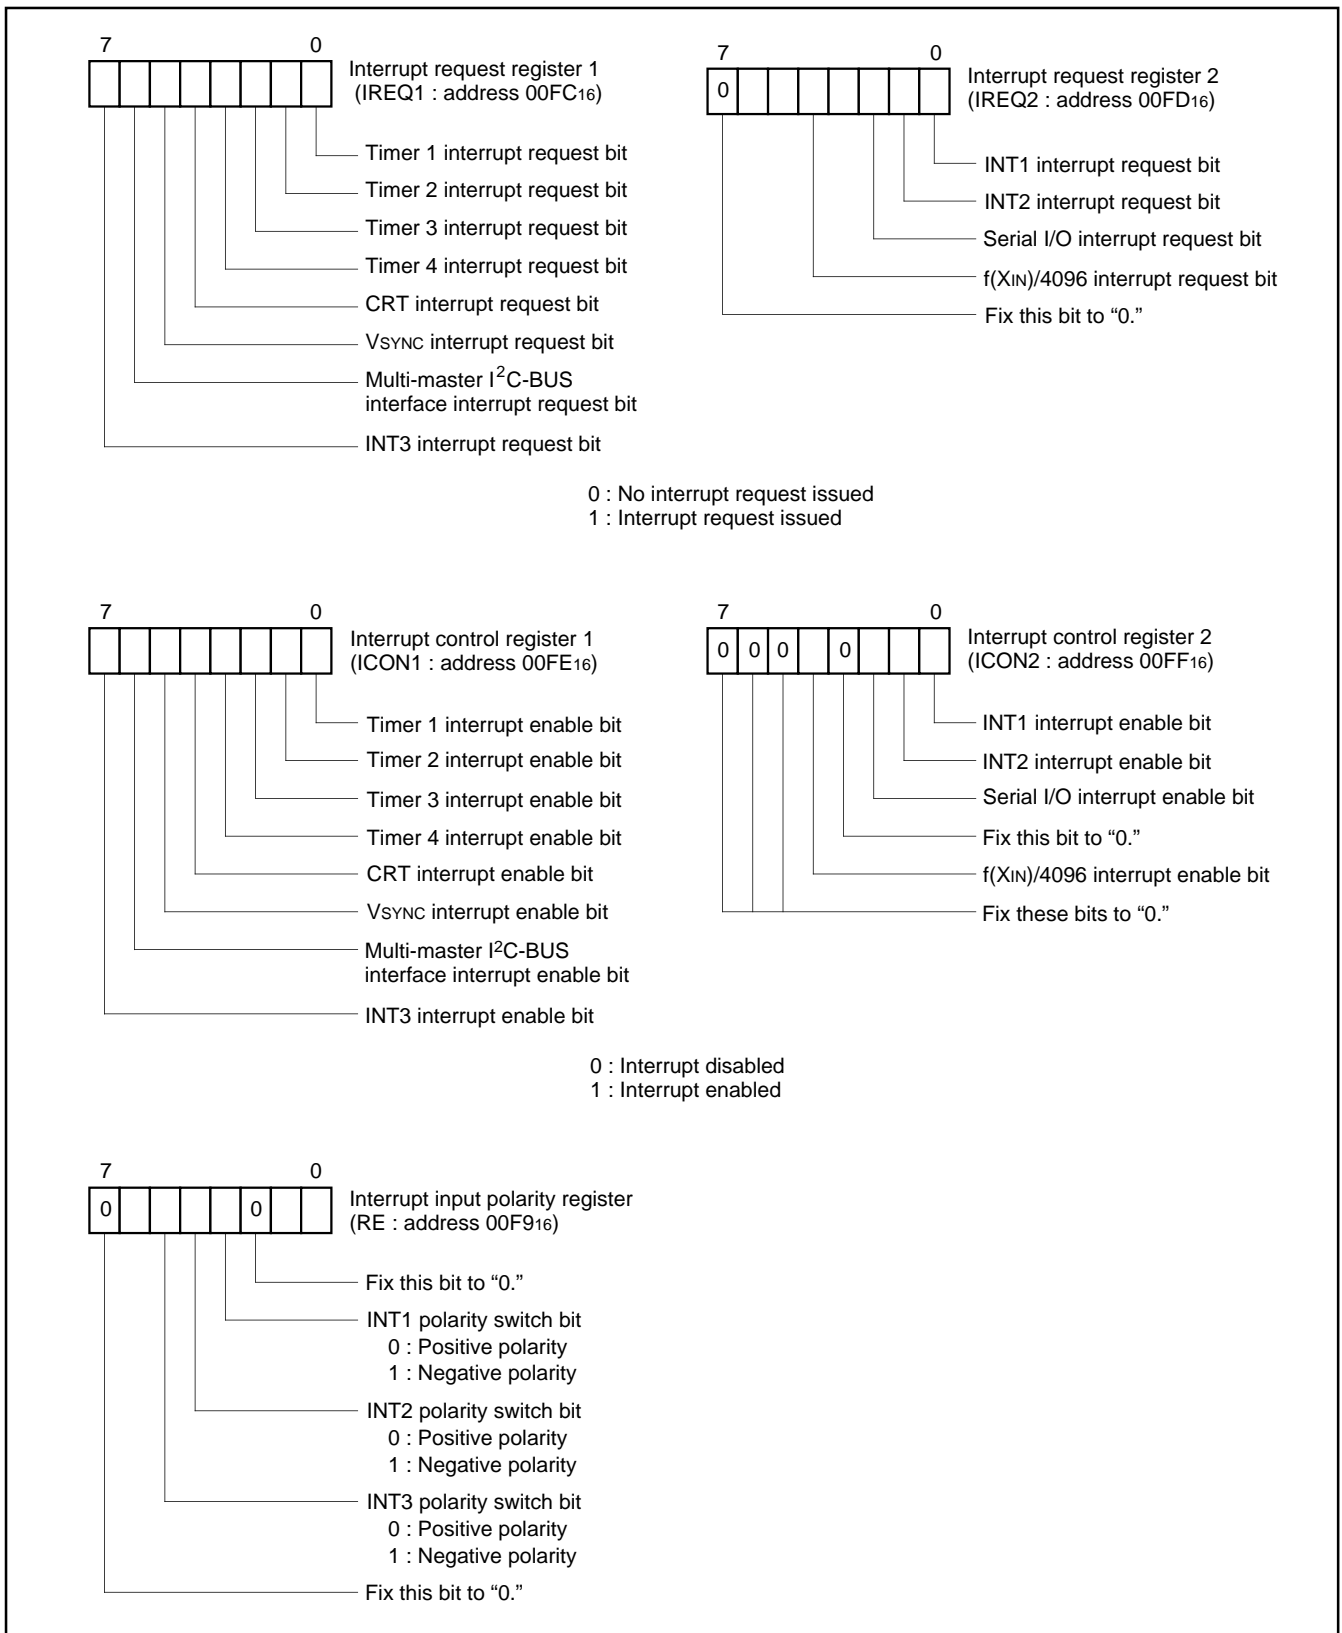 7 0
Interrupt request register 1
(IREQ1 : address 00FC16)
Timer 1 interrupt request bit
Timer 2 interrupt request bit
Timer 3 interrupt request bit
Timer 4 interrupt request bit
CRT interrupt request bit
VSYNC interrupt request bit
Multi-master I2C-BUS
interface interrupt request bit
INT3 interrupt request bit
7 0
0
Interrupt request register 2
(IREQ2 : address 00FD16)
INT1 interrupt request bit
INT2 interrupt request bit
Serial I/O interrupt request bit
f(XIN)/4096 interrupt request bit
Fix this bit to “0.”
0 : No interrupt request issued
1 : Interrupt request issued
7 0
Interrupt control register 1
(ICON1 : address 00FE16)
Timer 1 interrupt enable bit
Timer 2 interrupt enable bit
Timer 3 interrupt enable bit
Timer 4 interrupt enable bit
CRT interrupt enable bit
VSYNC interrupt enable bit
Multi-master I2C-BUS
interface interrupt enable bit
INT3 interrupt enable bit
7 0
0 0 0 0
Interrupt control register 2
(ICON2 : address 00FF16)
INT1 interrupt enable bit
INT2 interrupt enable bit
Serial I/O interrupt enable bit
Fix this bit to “0.”
f(XIN)/4096 interrupt enable bit
Fix these bits to “0.”
0 : Interrupt disabled
1 : Interrupt enabled
7 0
0 0
Interrupt input polarity register
(RE : address 00F916)
Fix this bit to “0.”
INT1 polarity switch bit
0 : Positive polarity
1 : Negative polarity
INT2 polarity switch bit
0 : Positive polarity
1 : Negative polarity
INT3 polarity switch bit
0 : Positive polarity
1 : Negative polarity
Fix this bit to “0.”